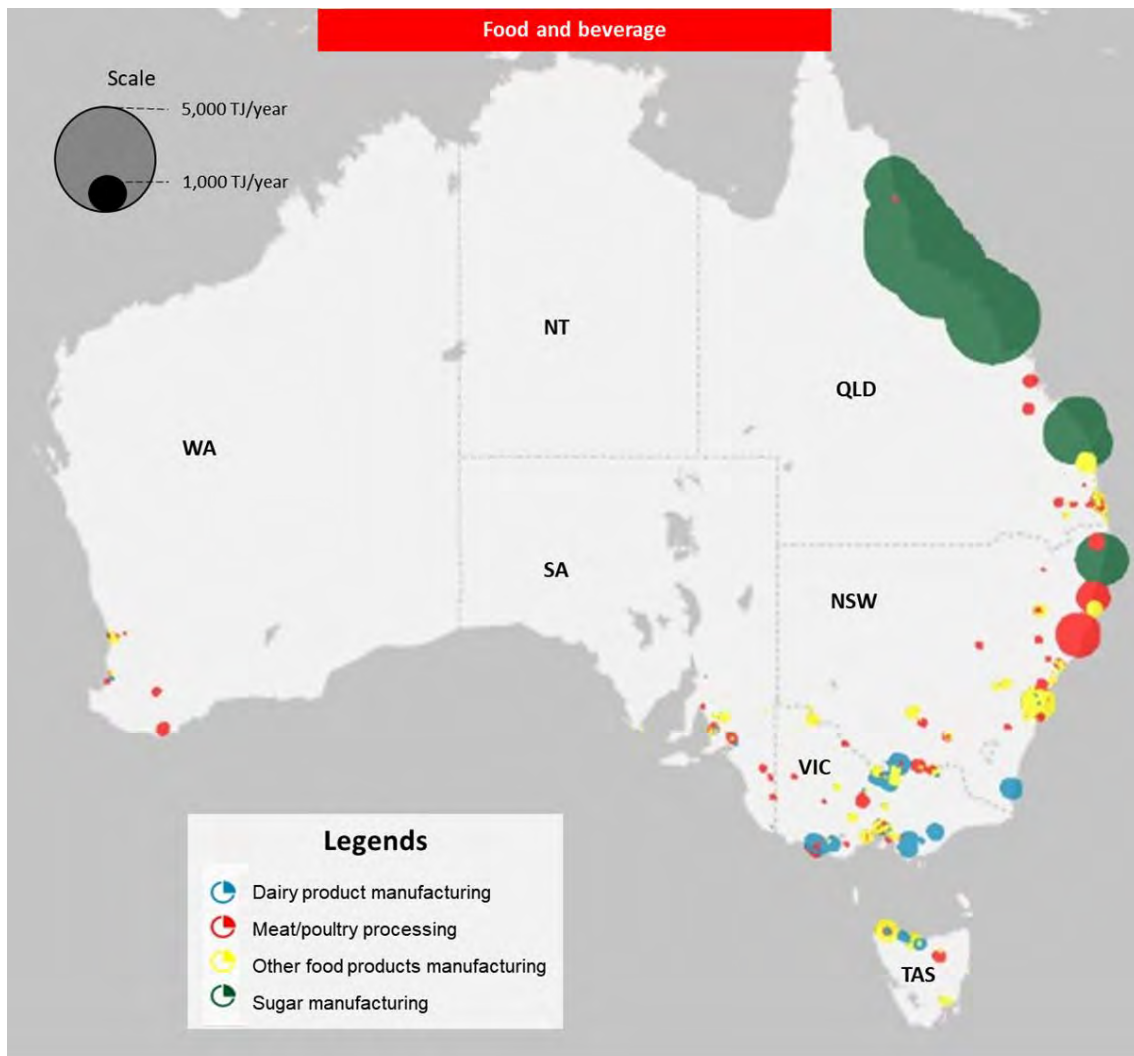 Food and beverage
Scale
5,000 TJ/year
1,000 TJ/year
NT
QLD
WA
SA
NSW
VIC
Legends
Dairy product manufacturing
Meat/poultry processing
Other food products manufacturing
Sugar manufacturing
TAS